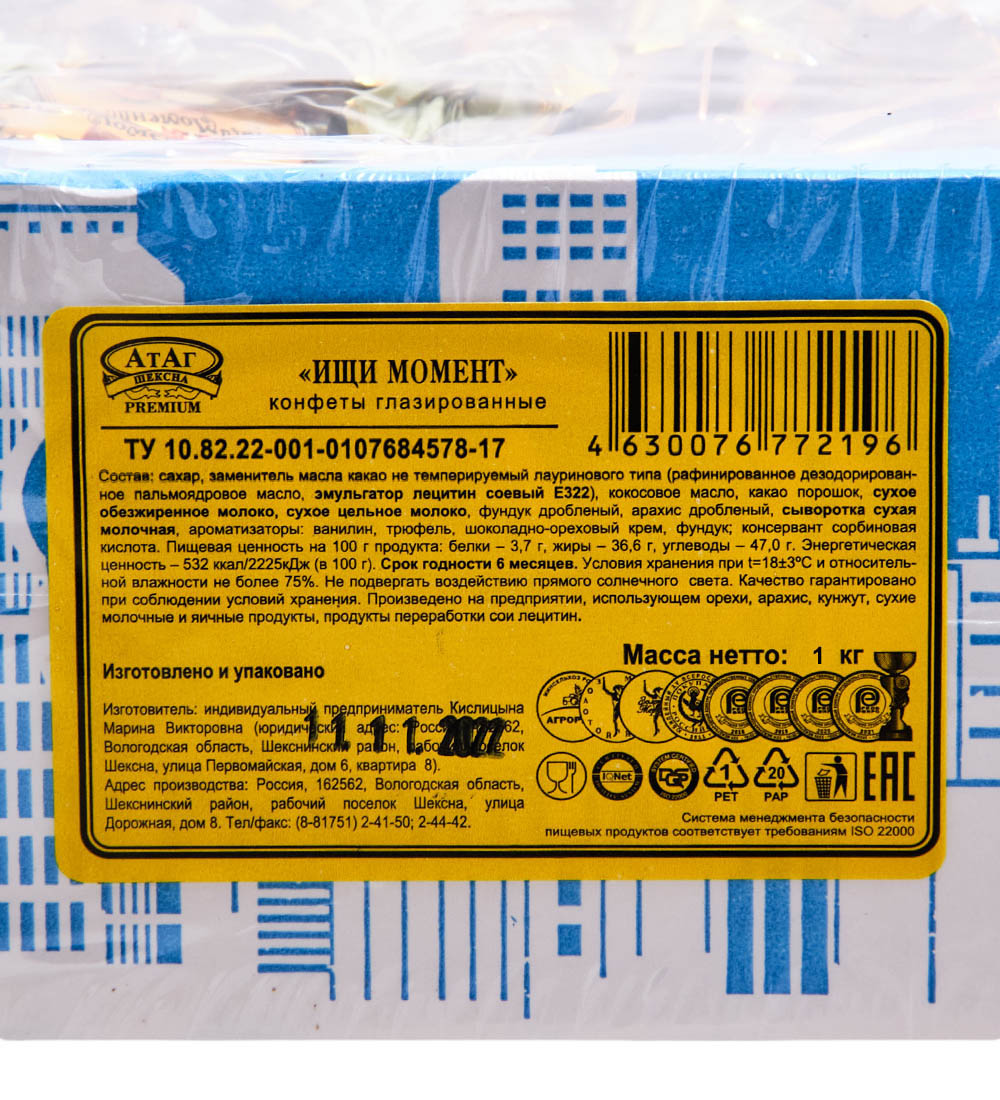 АтАг
ШЕКСНА
PREMIUM
«ИЩИ МОМЕНТ»
конфеты глазированные
ТУ 10.82.22-001-0107684578-17
4 630076 772196
Состав: сахар, заменитель масла какао не темперируемый лауринового типа (рафинированное дезодорирован-
ное пальмоядровое масло, эмульгатор лецитин соевый Е322), кокосовое масло, какао порошок, сухое
обезжиренное молоко, сухое цельное молоко, фундук дробленый, арахис дробленый, сыворотка сухая
молочная, ароматизаторы: ванилин, трюфель, шоколадно-ореховый крем, фундук; консервант сорбиновая
кислота. Пищевая ценность на 100 г продукта: белки – 3,7 г, жиры – 36,6 г, углеводы – 47,0 г. Энергетическая
ценность – 532 ккал/2225кДж (в 100 г). Срок годности 6 месяцев. Условия хранения при t=18±3°С и относитель-
ной влажности не более 75%. Не подвергать воздействию прямого солнечного света. Качество гарантировано
при соблюдении условий хранения. Произведено на предприятии, использующем орехи, арахис, кунжут, сухие
молочные и яичные продукты, продукты переработки сои лецитин.
Масса нетто: 1 кг
Изготовлено и упаковано
Изготовитель: индивидуальный предприниматель Кислицына
Марина Викторовна (юридический адрес: Россия,
Вологодская область, Шекснинский район, рабочий поселок
Шексна, улица Первомайская, дом 6, квартира 8).
Адрес производства: Россия, 162562, Вологодская область,
Шекснинский район, рабочий поселок Шексна, улица
Дорожная, дом 8. Тел/факс: (8-81751) 2-41-50; 2-44-42.
11 11 2022
IQNet
1
PET
20
PAP
ЕАС
Система менеджмента безопасности
пищевых продуктов соответствует требованиям ISO 22000